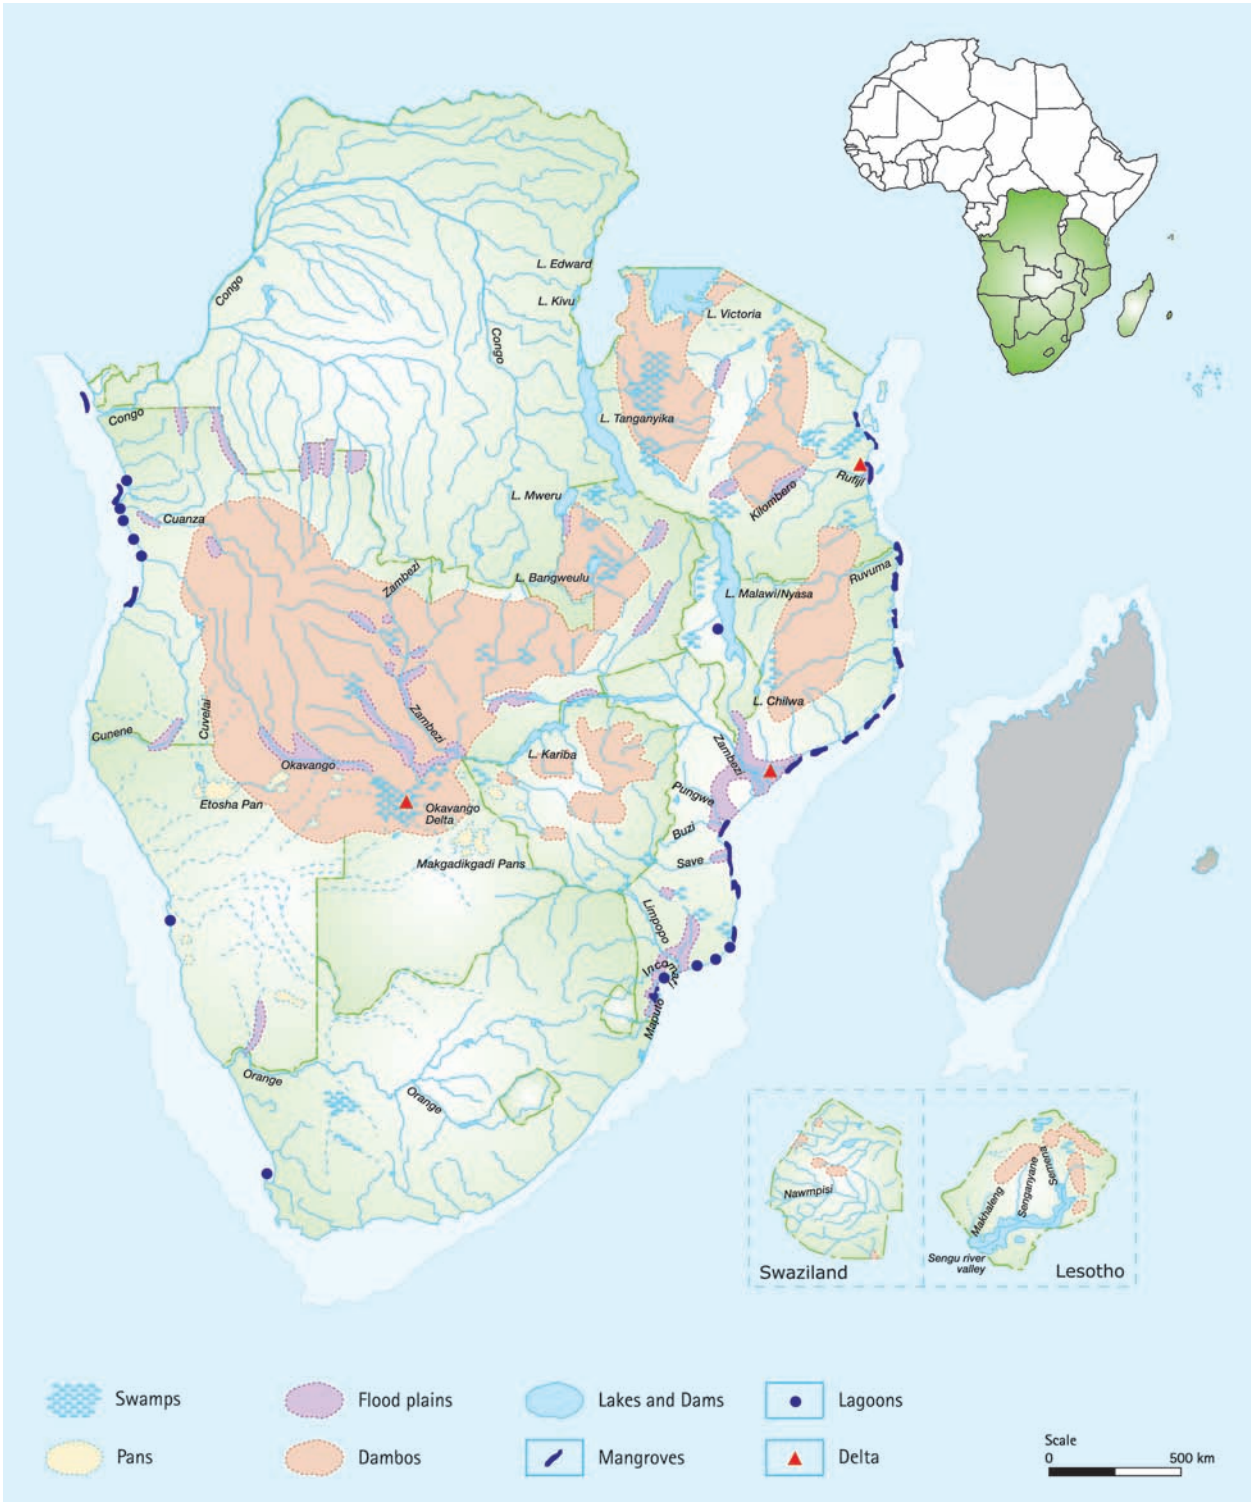 L. Edward
Congo
L. Kivu
L. Victoria
Congo
Congo
L. Tanganyika
Rufiji
L. Mweru
Kilombero
Cuanza
Zambezi
L. Bangweulu
Ruvuma
L. Malawi/Nyasa
L. Chilwa
Cuvelai
Zambezi
Cunene
Zambezi
L. Kariba
Okavango
Pungwe
Etosha Pan
Okavango
Delta
Buzi
Makgadikgadi Pans
Save
Limpopo
Incomati
Maputo
Orange
Orange
Nawmpisi
Makhaleng
Senganyane
Semena
Sengu river
valley
Swaziland
Lesotho
Swamps
Flood plains
Lakes and Dams
Lagoons
Pans
Dambos
Mangroves
Delta
Scale
0
500 km